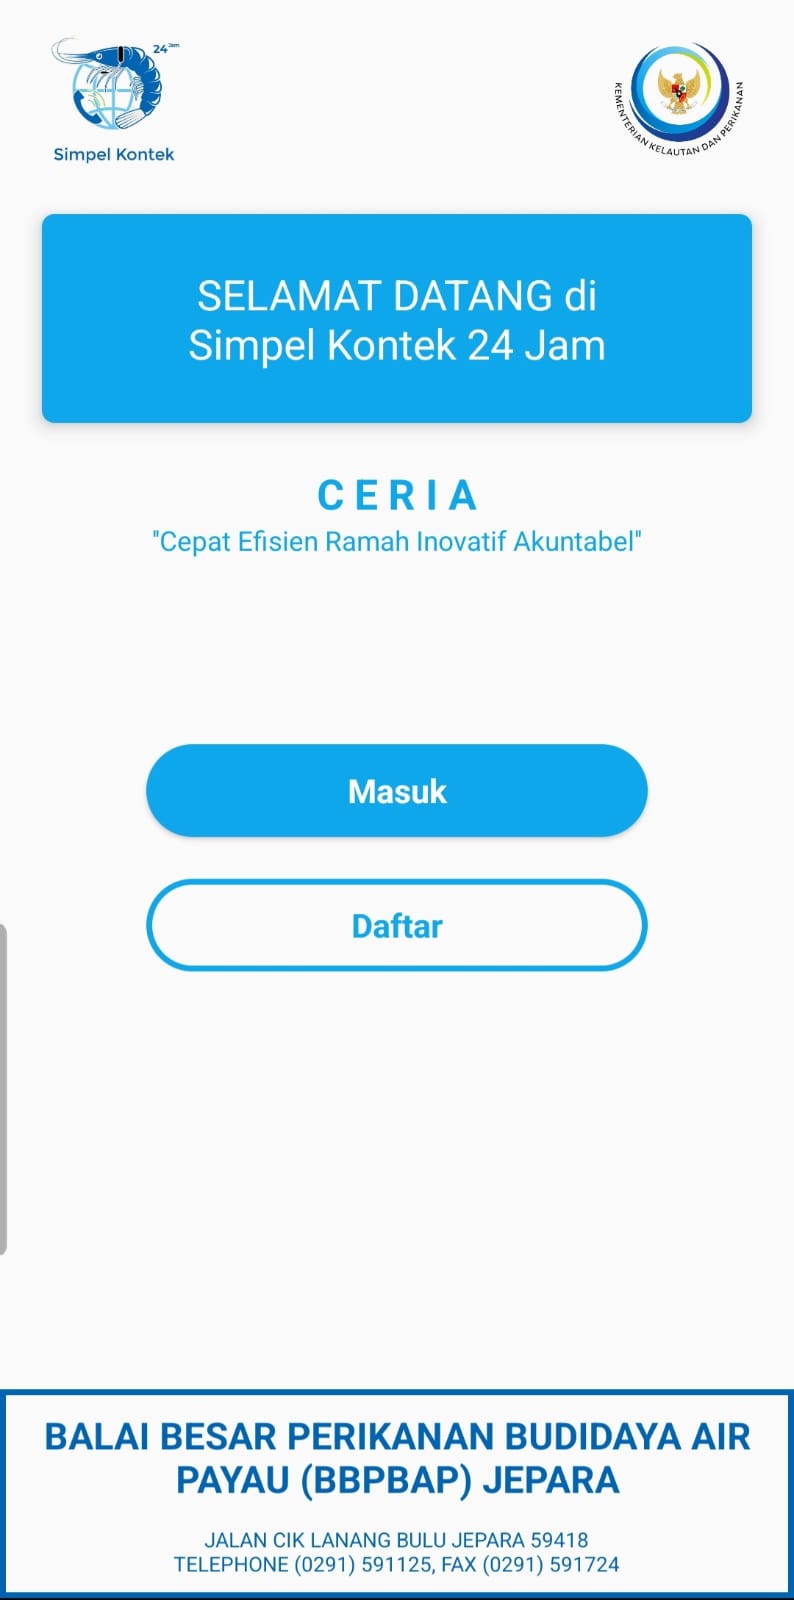 24 Jam
Simpel Kontek
KEMENTERIAN KELAUTAN DAN PERIKANAN
SELAMAT DATANG di
Simpel Kontek 24 Jam
CERIA
"Cepat Efisien Ramah Inovatif Akuntabel"
Masuk
Daftar
BALAI BESAR PERIKANAN BUDIDAYA AIR
PAYAU (BBPBAP) JEPARA
JALAN CIK LANANG BULU JEPARA 59418
TELEPHONE (0291) 591125, FAX (0291) 591724